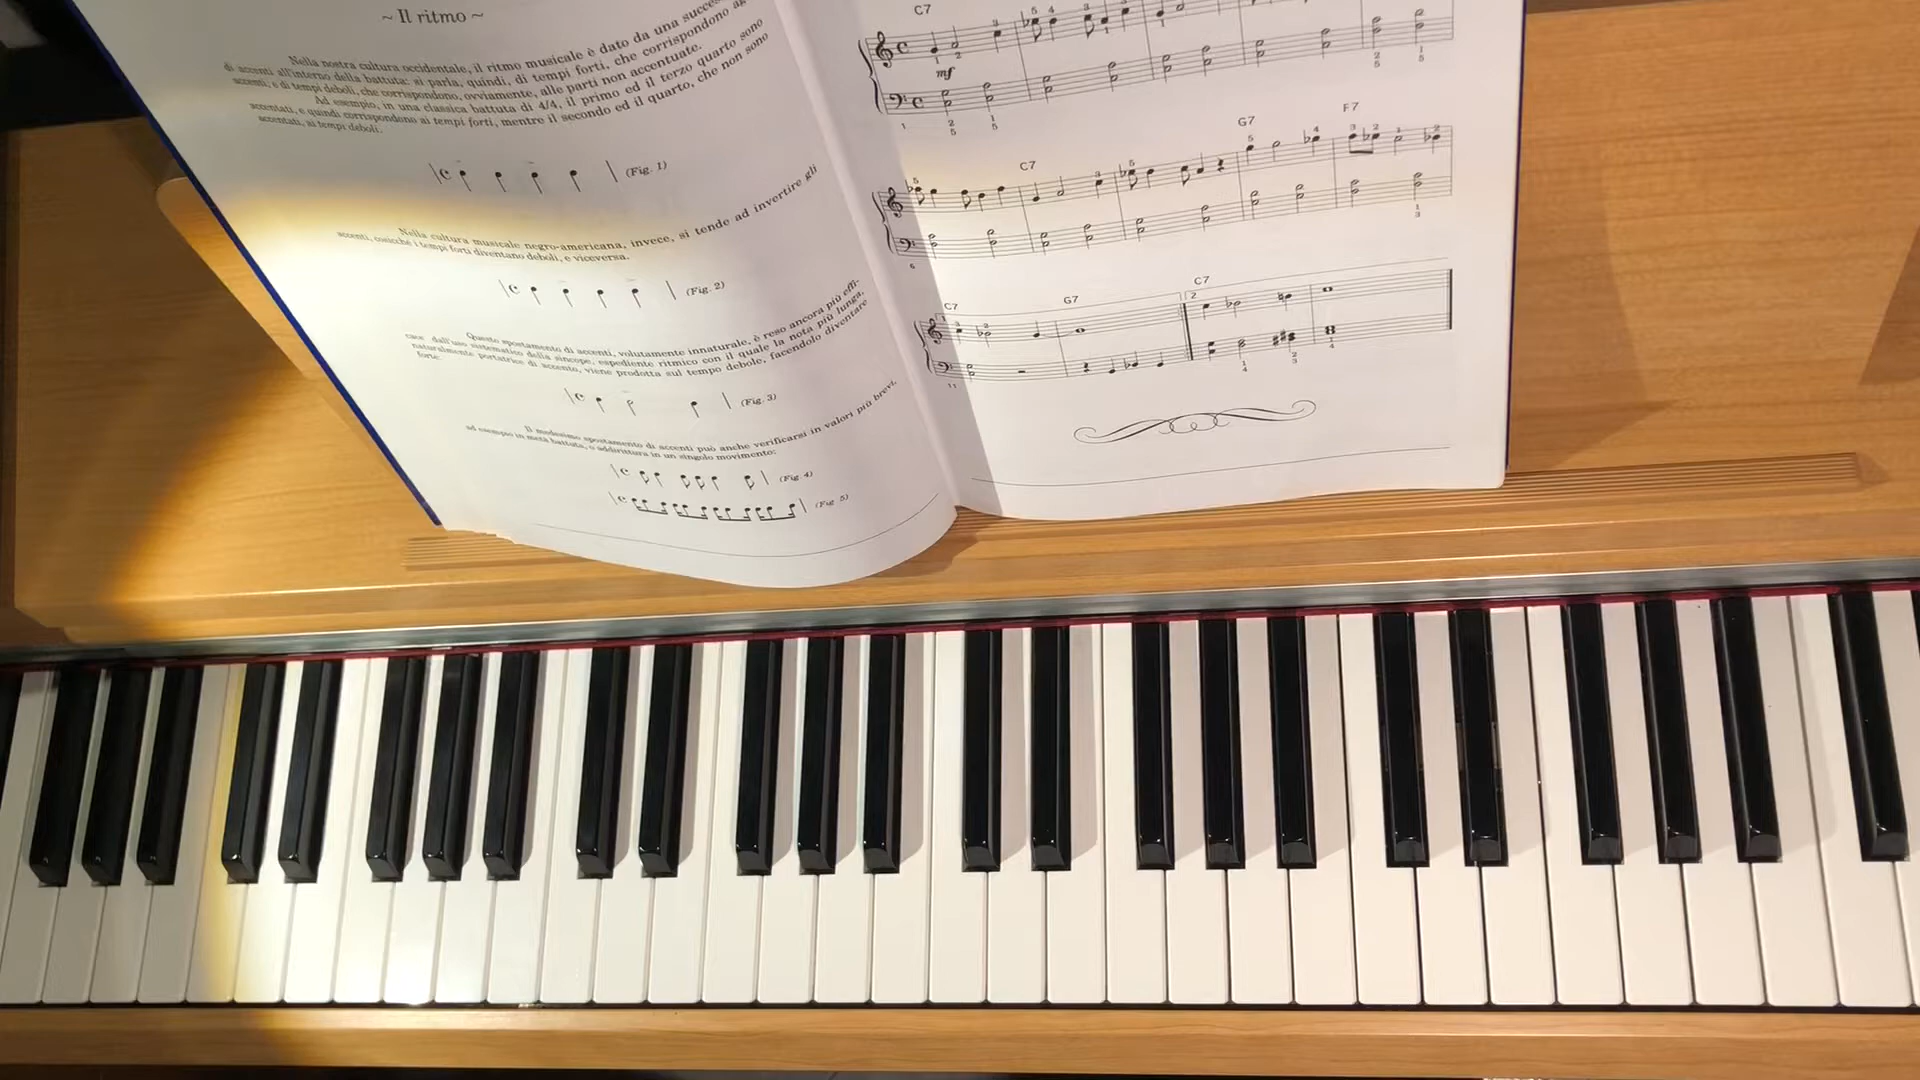 ~ Il ritmo ~
Nella nostra cultura occidentale, il ritmo musicale è dato da una
di accenti all'interno della battuta: si parla, quindi, di tempi forti, che corrispondono
accenti, e di tempi deboli, che corrispondono, ovviamente, alle parti non accentuate.
Ad esempio, in una classica battuta di 4/4, il primo ed il terzo quarto sono
accentati, e quindi corrispondono ai tempi forti, mentre il secondo ed il quarto, che non sono
accentati, ai tempi deboli.
(Fig. 1)
Nella cultura musicale negro-americana, invece, si tende ad invertire gli
accenti, cosicchè i tempi forti diventano deboli, e viceversa.
(Fig. 2)
Questo spostamento di accenti, volutamente innaturale, è reso ancora più effi-
cace dall'uso sistematico della sincope, espediente ritmico con il quale la nota più lunga,
naturalmente portatrice di accento, viene prodotta sul tempo debole, facendolo diventare
forte.
(Fig. 3)
Il medesimo spostamento di accenti può anche verificarsi in valori più brevi,
ad esempio in metà battuta, o addirittura in un singolo movimento:
(Fig. 4)
(Fig. 5)
C7
mf
1
C7
G7
F7
6
C7
G7
C7
11